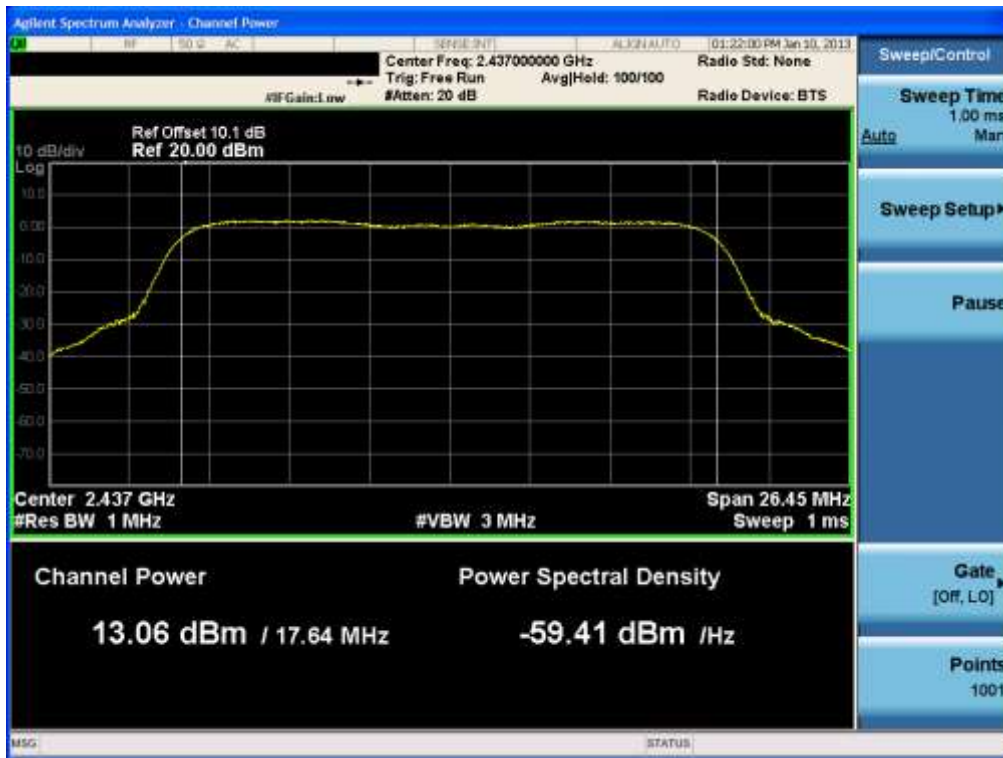 Agilent Spectrum Analyzer - Channel Power
RF 50 Ω AC SENSE:INT ALIGN AUTO 01:22:00 PM Jan 10, 2013
Center Freq: 2.437000000 GHz Radio Std: None
Trig: Free Run Avg|Hold: 100/100
#IFGain:Low #Atten: 20 dB Radio Device: BTS
Ref Offset 10.1 dB
10 dB/div Ref 20.00 dBm
Log
10.0
0.00
-10.0
-20.0
-30.0
-40.0
-50.0
-60.0
-70.0
Center 2.437 GHz Span 26.45 MHz
#Res BW 1 MHz #VBW 3 MHz Sweep 1 ms
Channel Power Power Spectral Density
13.06 dBm / 17.64 MHz -59.41 dBm /Hz
MSG STATUS
Sweep/Control
Sweep Time
1.00 ms
Auto Man
Sweep Setup
Pause
Gate
[Off, LO]
Points
1001